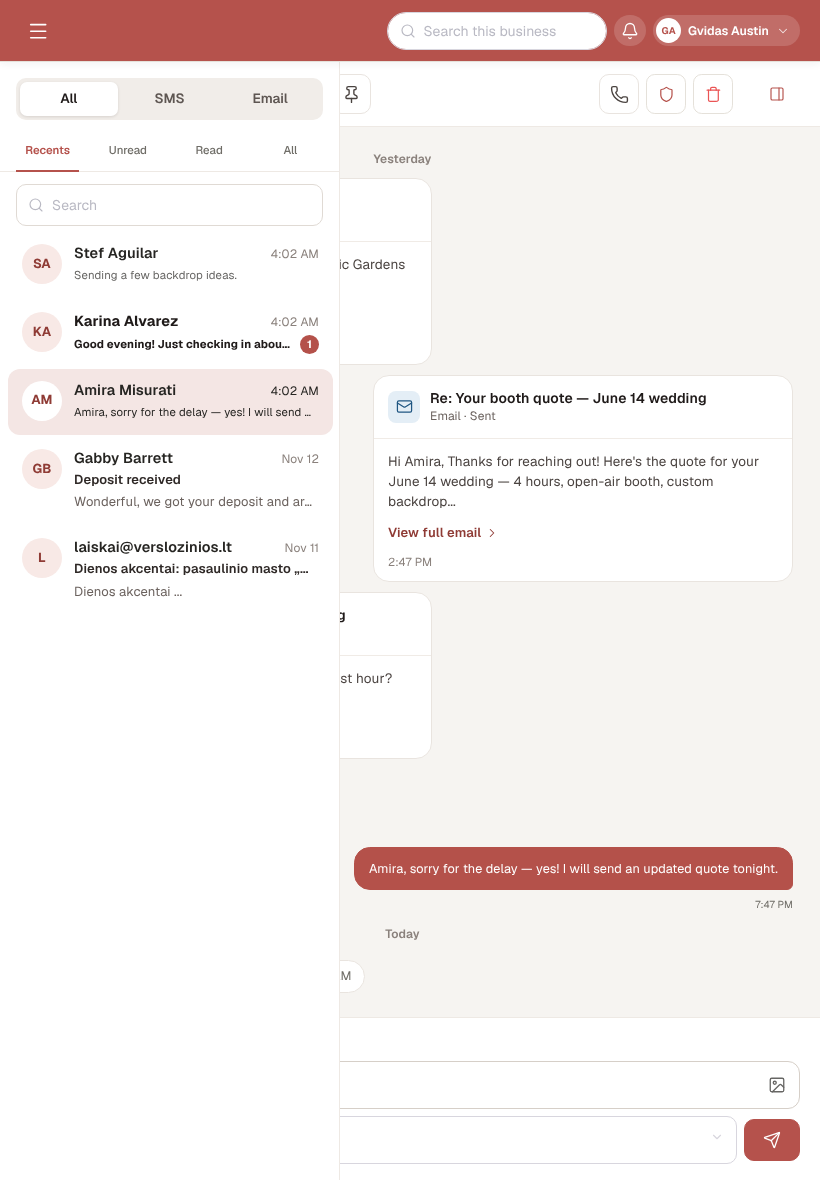 Search this business
GA
Gvidas Austin
All
SMS
Email
Recents
Unread
Read
All
Search
SA
Stef Aguilar
4:02 AM
Sending a few backdrop ideas.
KA
Karina Alvarez
4:02 AM
Good evening! Just checking in abou...
1
AM
Amira Misurati
4:02 AM
Amira, sorry for the delay — yes! I will send ...
GB
Gabby Barrett
Nov 12
Deposit received
Wonderful, we got your deposit and ar...
L
laiskai@verslozinios.lt
Nov 11
Dienos akcentai: pasaulinio masto „...
Dienos akcentai ...
Yesterday
ic Gardens
Re: Your booth quote — June 14 wedding
Email · Sent
Hi Amira, Thanks for reaching out! Here's the quote for your
June 14 wedding — 4 hours, open-air booth, custom
backdrop...
View full email
2:47 PM
g
st hour?
Amira, sorry for the delay — yes! I will send an updated quote tonight.
7:47 PM
Today
M